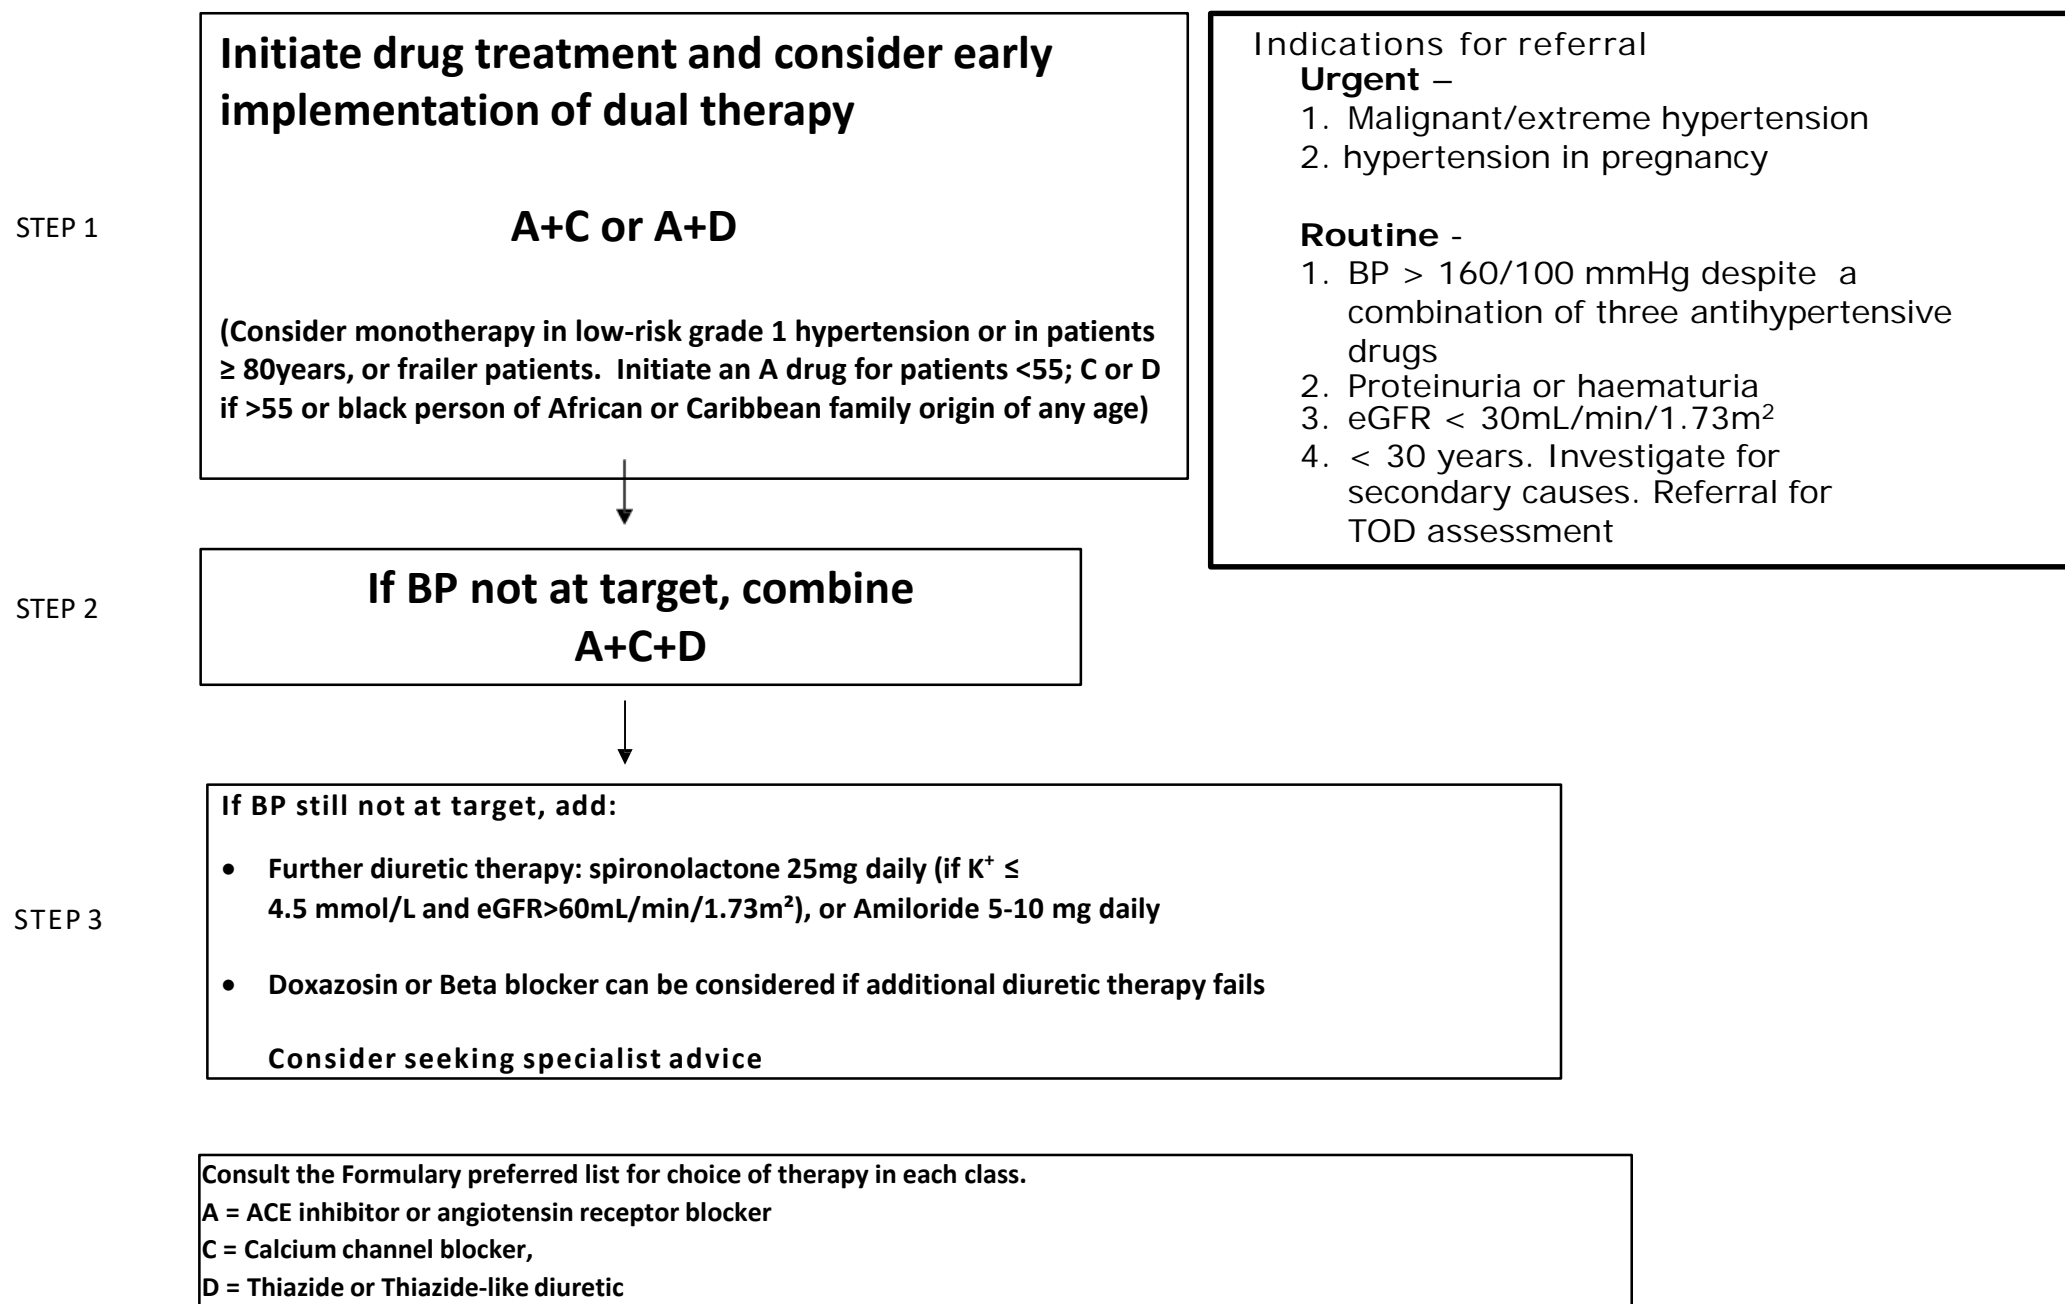 STEP 1
Initiate drug treatment and consider early
implementation of dual therapy
A+C or A+D
(Consider monotherapy in low-risk grade 1 hypertension or in patients
≥ 80years, or frailer patients. Initiate an A drug for patients <55; C or D
if >55 or black person of African or Caribbean family origin of any age)
Indications for referral
Urgent –
1. Malignant/extreme hypertension
2. hypertension in pregnancy
Routine -
1. BP > 160/100 mmHg despite a
combination of three antihypertensive
drugs
2. Proteinuria or haematuria
3. eGFR < 30mL/min/1.73m²
4. < 30 years. Investigate for
secondary causes. Referral for
TOD assessment
STEP 2
If BP not at target, combine
A+C+D
STEP 3
If BP still not at target, add:
• Further diuretic therapy: spironolactone 25mg daily (if K⁺ ≤
4.5 mmol/L and eGFR>60mL/min/1.73m²), or Amiloride 5-10 mg daily
• Doxazosin or Beta blocker can be considered if additional diuretic therapy fails
Consider seeking specialist advice
Consult the Formulary preferred list for choice of therapy in each class.
A = ACE inhibitor or angiotensin receptor blocker
C = Calcium channel blocker,
D = Thiazide or Thiazide-like diuretic